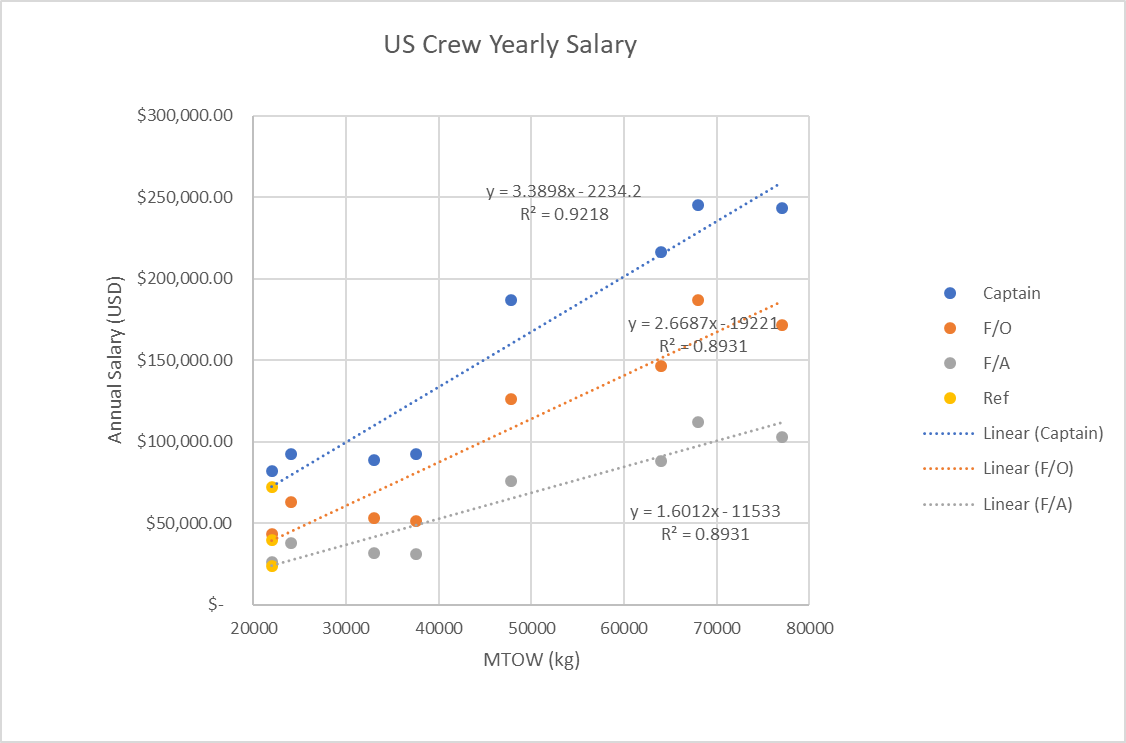 US Crew Yearly Salary
$300,000.00
$250,000.00
$200,000.00
$150,000.00
$100,000.00
$50,000.00
$-
Annual Salary (USD)
y = 3.3898x - 2234.2
R² = 0.9218
y = 2.6687x - 19221
R² = 0.8931
y = 1.6012x - 11533
R² = 0.8931
20000 30000 40000 50000 60000 70000 80000
MTOW (kg)
Captain
F/O
F/A
Ref
Linear (Captain)
Linear (F/O)
Linear (F/A)